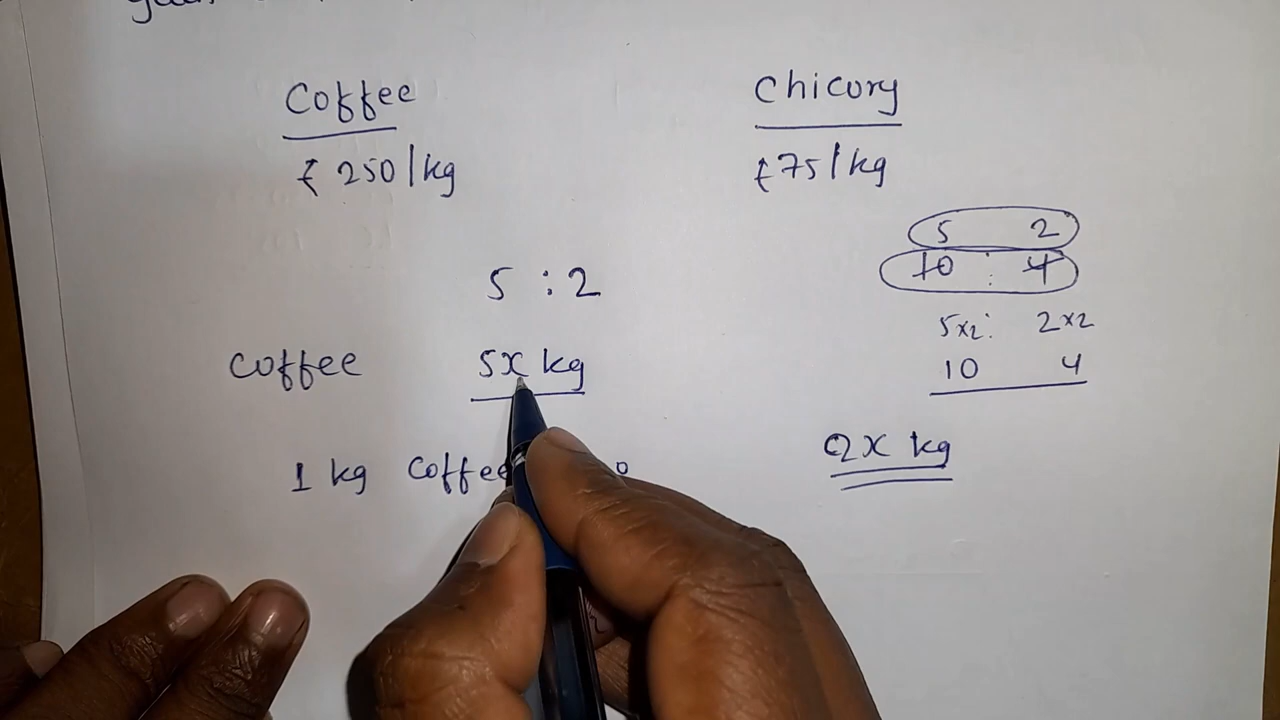 Coffee
₹ 250/kg
Chicory
₹75/kg
5 2
10 : 4
5x2: 2x2
10 4
5 : 2
coffee 5x kg
2x kg
1 kg Coffee